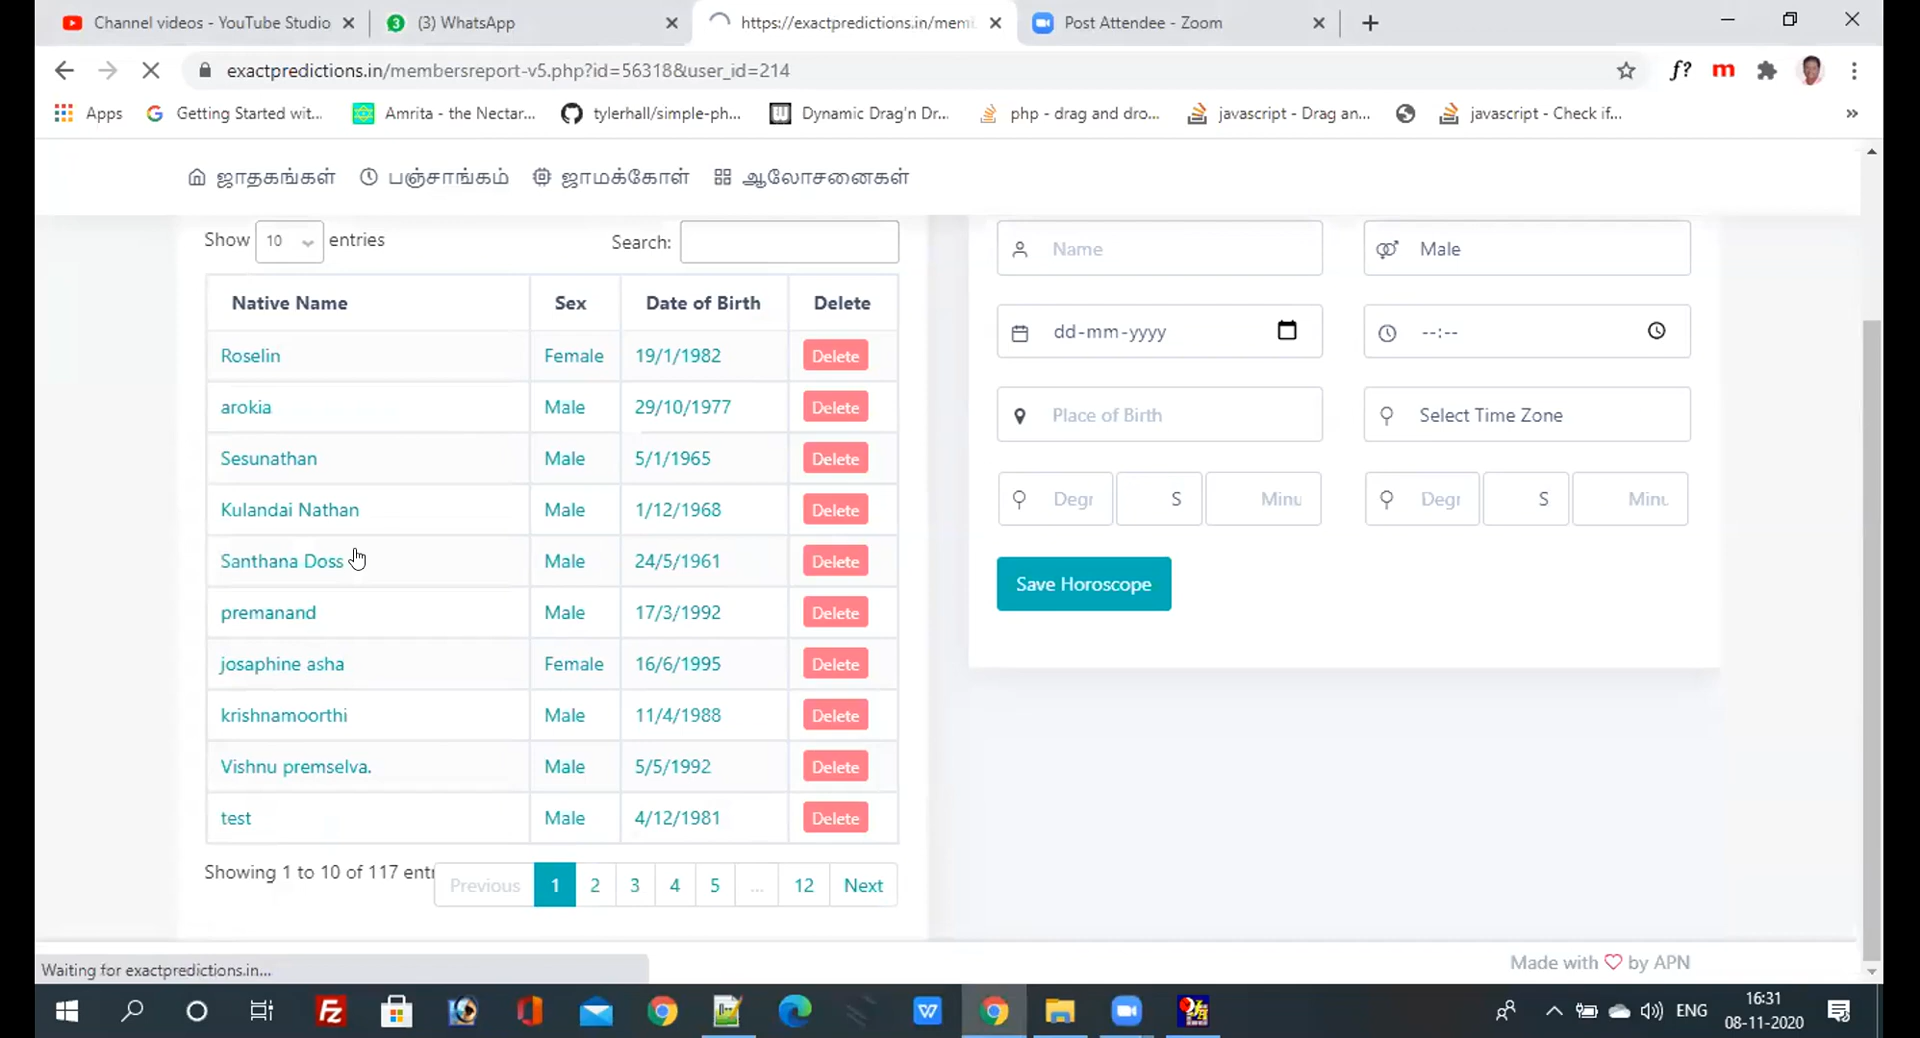 Channel videos - YouTube Studio
(3) WhatsApp
https://exactpredictions.in/mem
Post Attendee - Zoom
exactpredictions.in/membersreport-v5.php?id=56318&user_id=214
Apps
Getting Started wit...
Amrita - the Nectar...
tylerhall/simple-ph...
Dynamic Drag'n Dr...
php - drag and dro...
javascript - Drag an...
javascript - Check if...
ஜாதகங்கள்
பஞ்சாங்கம்
ஜாமக்கோள்
ஆலோசனைகள்
Show 10 entries
Search:
Native Name Sex Date of Birth Delete
Roselin Female 19/1/1982 Delete
arokia Male 29/10/1977 Delete
Sesunathan Male 5/1/1965 Delete
Kulandai Nathan Male 1/12/1968 Delete
Santhana Doss Male 24/5/1961 Delete
premanand Male 17/3/1992 Delete
josaphine asha Female 16/6/1995 Delete
krishnamoorthi Male 11/4/1988 Delete
Vishnu premselva. Male 5/5/1992 Delete
test Male 4/12/1981 Delete
Showing 1 to 10 of 117 entr
Previous 1 2 3 4 5 ... 12 Next
Name Male
dd-mm-yyyy --:--
Place of Birth Select Time Zone
Degr S Minu Degr S Minu
Save Horoscope
Made with by APN
Waiting for exactpredictions.in...
ENG
16:31
08-11-2020